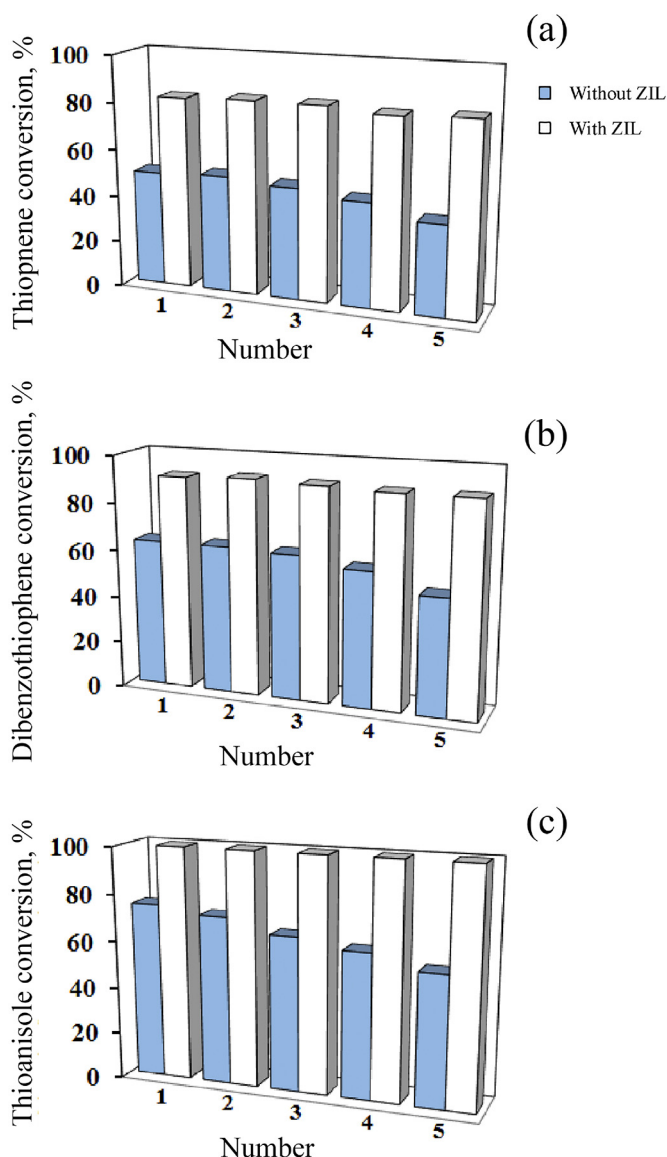 (a)
Thiopnene conversion, %
100
80
60
40
20
0
1 2 3 4 5
Number
Without ZIL
With ZIL
(b)
Dibenzothiophene conversion, %
100
80
60
40
20
0
1 2 3 4 5
Number
(c)
Thioanisole conversion, %
100
80
60
40
20
0
1 2 3 4 5
Number